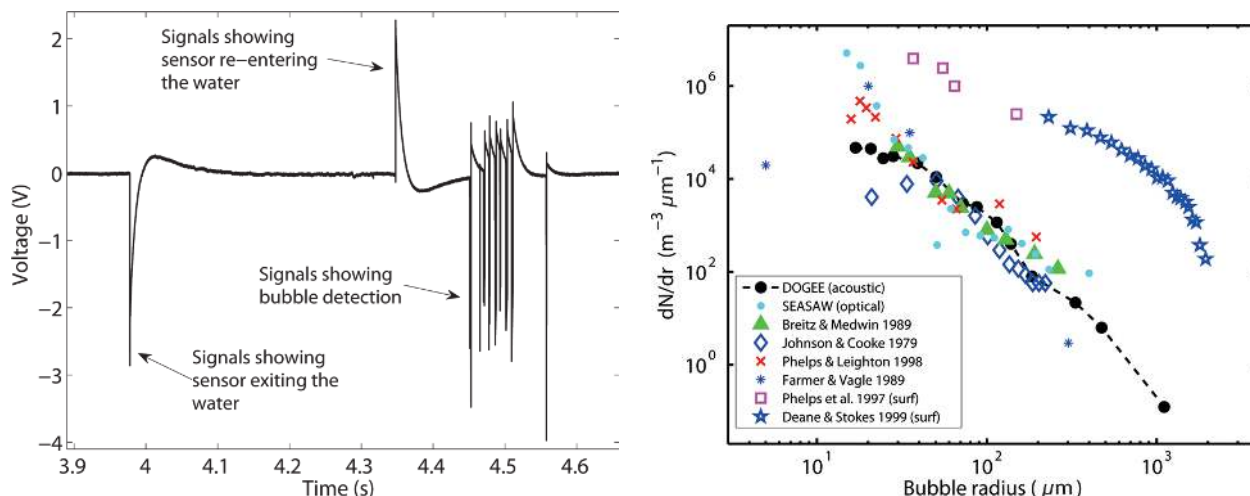 2
1
0
−1
−2
−3
−4
Voltage (V)
Signals showing
sensor re−entering
the water
Signals showing
bubble detection
Signals showing
sensor exiting the
water
3.9
4
4.1
4.2
4.3
4.4
4.5
4.6
Time (s)
10^6
10^4
10^2
10^0
dN/dr (m^−3 μm^−1)
DOGEE (acoustic)
SEASAW (optical)
Breitz & Medwin 1989
Johnson & Cooke 1979
Phelps & Leighton 1998
Farmer & Vagle 1989
Phelps et al. 1997 (surf)
Deane & Stokes 1999 (surf)
10^1
10^2
10^3
Bubble radius ( μm)